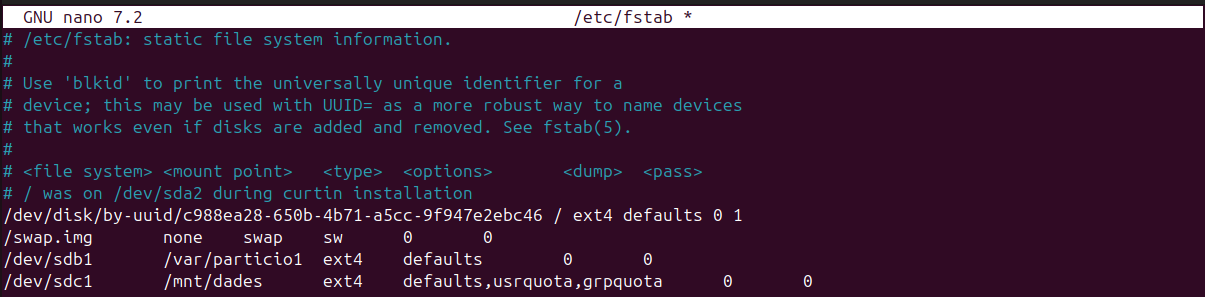 GNU nano 7.2 /etc/fstab *
# /etc/fstab: static file system information.
#
# Use 'blkid' to print the universally unique identifier for a
# device; this may be used with UUID= as a more robust way to name devices
# that works even if disks are added and removed. See fstab(5).
#
# <file system> <mount point>   <type>  <options>       <dump>  <pass>
# / was on /dev/sda2 during curtin installation
/dev/disk/by-uuid/c988ea28-650b-4b71-a5cc-9f947e2ebc46 / ext4 defaults 0 1
/swap.img       none    swap    sw      0       0
/dev/sdb1       /var/particio1  ext4    defaults        0       0
/dev/sdc1       /mnt/dades      ext4    defaults,usrquota,grpquota      0       0